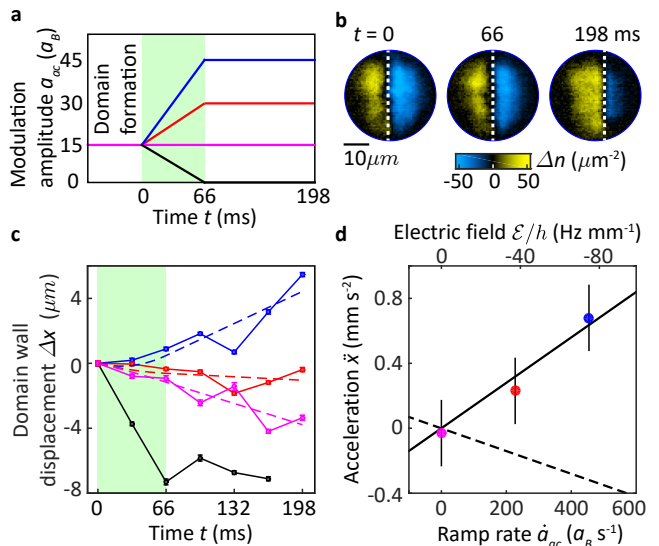 a
Modulation
amplitude a_ac (a_B)
45
30
15
0
Domain
formation
0
66
198
Time t (ms)
b
t = 0
66
198 ms
10μm
Δn (μm⁻²)
-50
0
50
c
Domain wall
displacement Δx (μm)
4
0
-4
-8
0
66
132
198
Time t (ms)
d
Electric field ℰ/h (Hz mm⁻¹)
0
-40
-80
Acceleration ẍ (mm s⁻²)
0.8
0.4
0
-0.4
0
200
400
600
Ramp rate ȧ_ac (a_B s⁻¹)